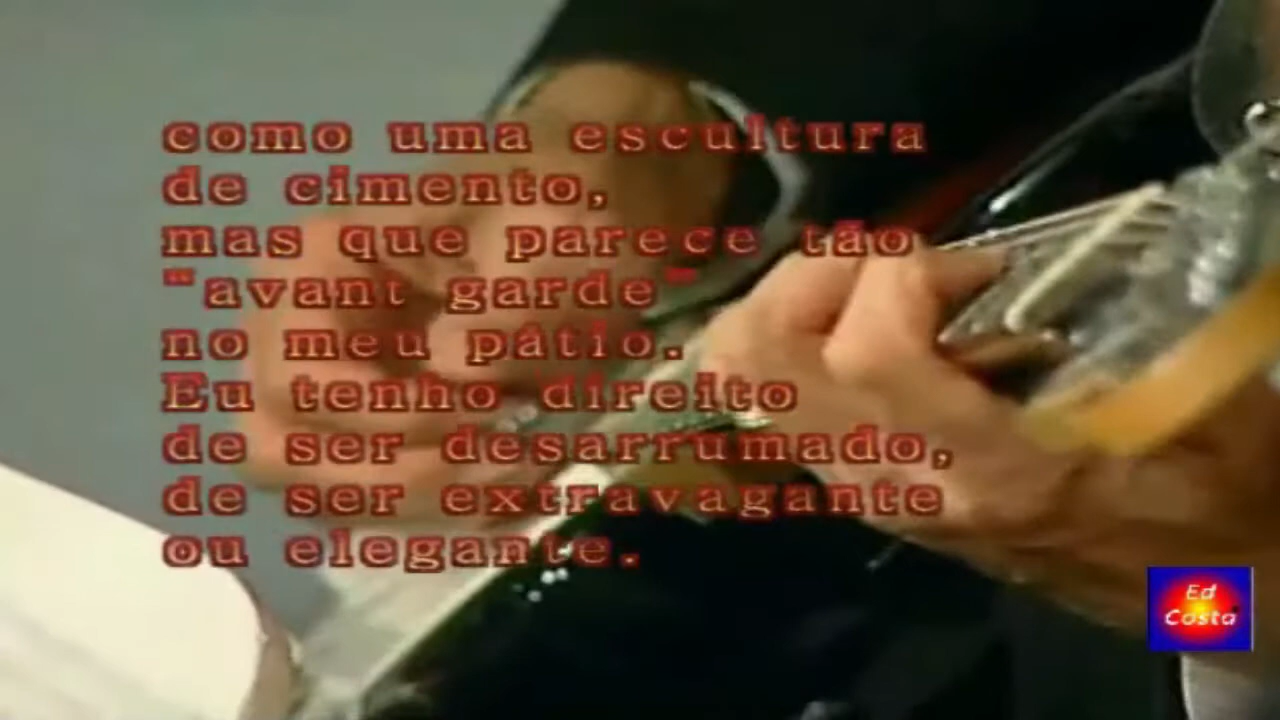 como uma escultura
de cimento,
mas que parece tão
"avant garde"
no meu pátio.
Eu tenho direito
de ser desarrumado,
de ser extravagante
ou elegante.
Ed
Costa